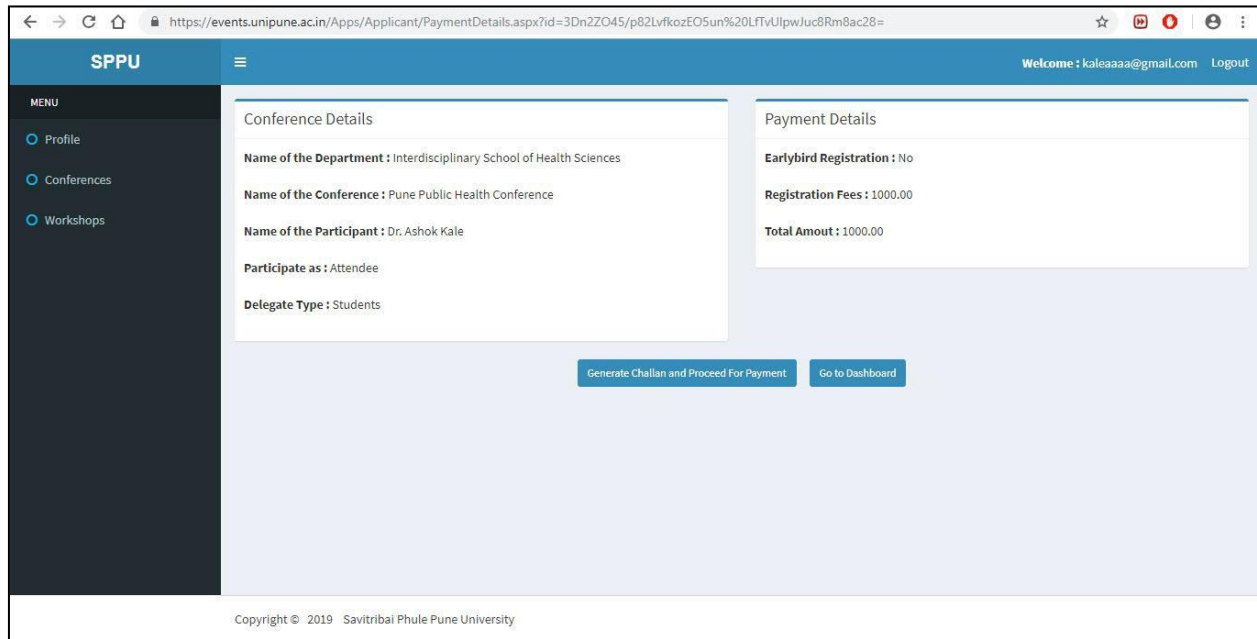 https://events.unipune.ac.in/Apps/Applicant/PaymentDetails.aspx?id=3Dn2ZO45/p82LvfkozEO5un%20LfTvUlpwJuc8Rm8ac28=
SPPU
Welcome : kaleaaaa@gmail.com Logout
MENU
Profile
Conferences
Workshops
Conference Details
Name of the Department : Interdisciplinary School of Health Sciences
Name of the Conference : Pune Public Health Conference
Name of the Participant : Dr. Ashok Kale
Participate as : Attendee
Delegate Type : Students
Payment Details
Earlybird Registration : No
Registration Fees : 1000.00
Total Amout : 1000.00
Generate Challan and Proceed For Payment
Go to Dashboard
Copyright © 2019 Savitribai Phule Pune University